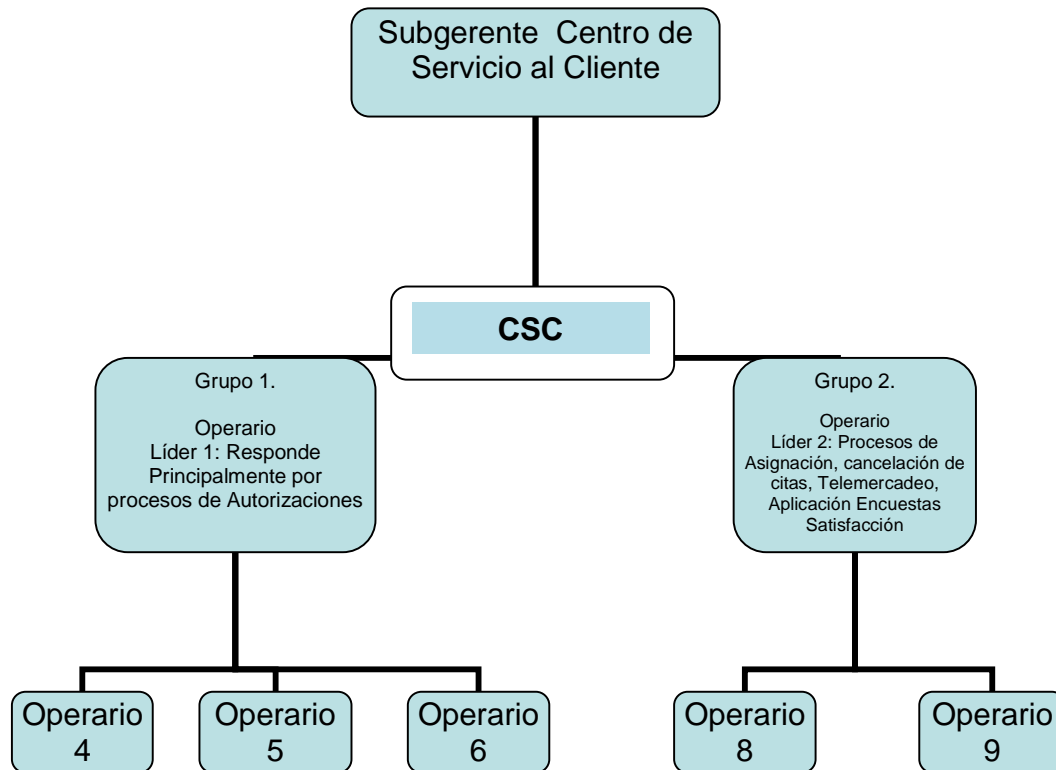 Subgerente  Centro de
Servicio al Cliente
CSC
Grupo 1.
Operario
Líder 1: Responde
Principalmente por
procesos de Autorizaciones
Grupo 2.
Operario
Líder 2: Procesos de
Asignación, cancelación de
citas, Telemercadeo,
Aplicación Encuestas
Satisfacción
Operario
4
Operario
5
Operario
6
Operario
8
Operario
9